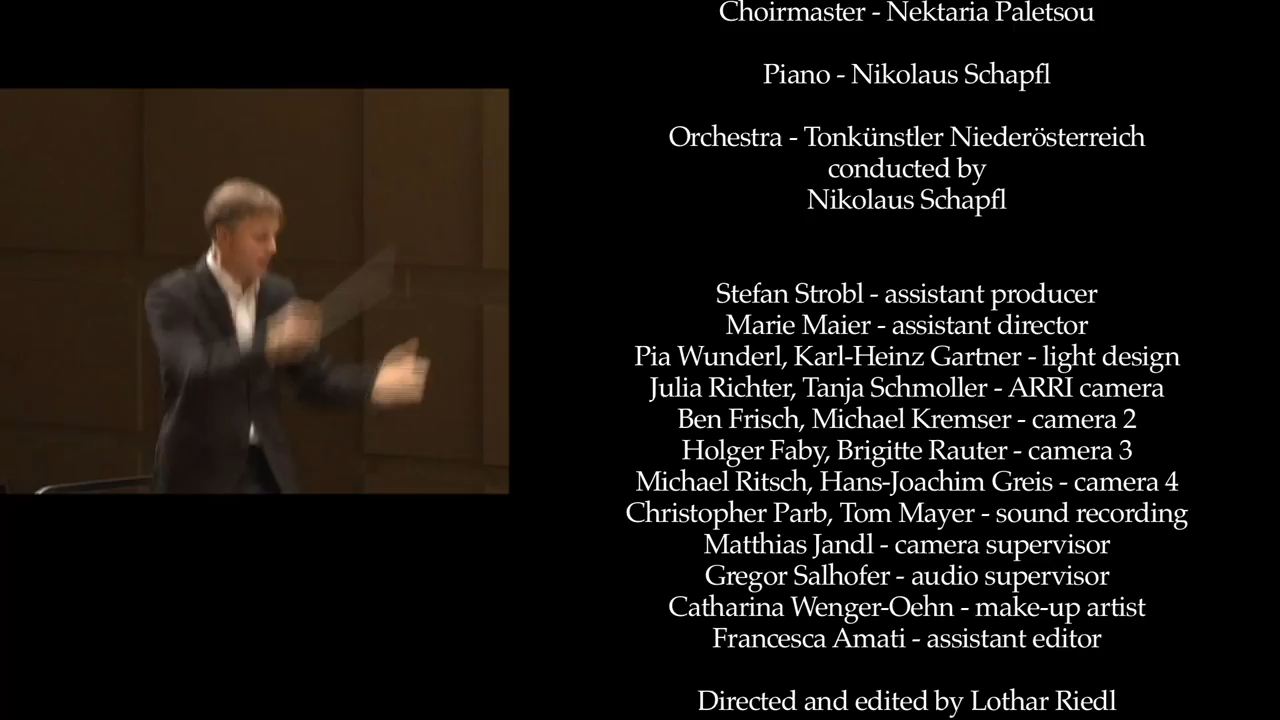 Choirmaster - Nektaria Paletsou
Piano - Nikolaus Schapfl
Orchestra - Tonkünstler Niederösterreich
conducted by
Nikolaus Schapfl
Stefan Strobl - assistant producer
Marie Maier - assistant director
Pia Wunderl, Karl-Heinz Gartner - light design
Julia Richter, Tanja Schmoller - ARRI camera
Ben Frisch, Michael Kremser - camera 2
Holger Faby, Brigitte Rauter - camera 3
Michael Ritsch, Hans-Joachim Greis - camera 4
Christopher Parb, Tom Mayer - sound recording
Matthias Jandl - camera supervisor
Gregor Salhofer - audio supervisor
Catharina Wenger-Oehn - make-up artist
Francesca Amati - assistant editor
Directed and edited by Lothar Riedl